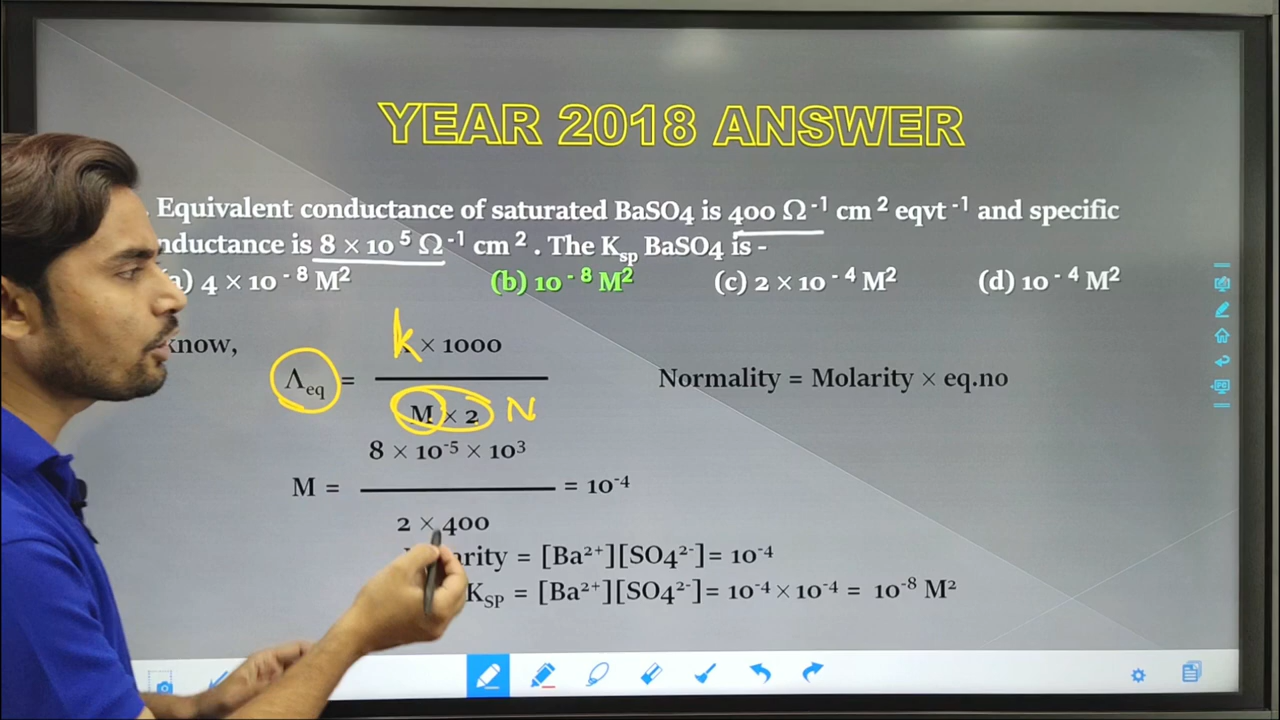 YEAR 2018 ANSWER
. Equivalent conductance of saturated BaSO4 is 400 Ω⁻¹ cm ² eqvt ⁻¹ and specific
nductance is 8 × 10 ⁵ Ω⁻¹ cm ² . The Ksp BaSO4 is -
a) 4 × 10 ⁻ ⁸ M² (b) 10 ⁻ ⁸ M² (c) 2 × 10 ⁻ ⁴ M² (d) 10 ⁻ ⁴ M²
know,
k × 1000
Λeq = Normality = Molarity × eq.no
M × 2 N
8 × 10⁻⁵ × 10³
M = = 10⁻⁴
2 × 400
arity = [Ba²⁺][SO4²⁻]= 10⁻⁴
KSP = [Ba²⁺][SO4²⁻]= 10⁻⁴ × 10⁻⁴ = 10⁻⁸ M²